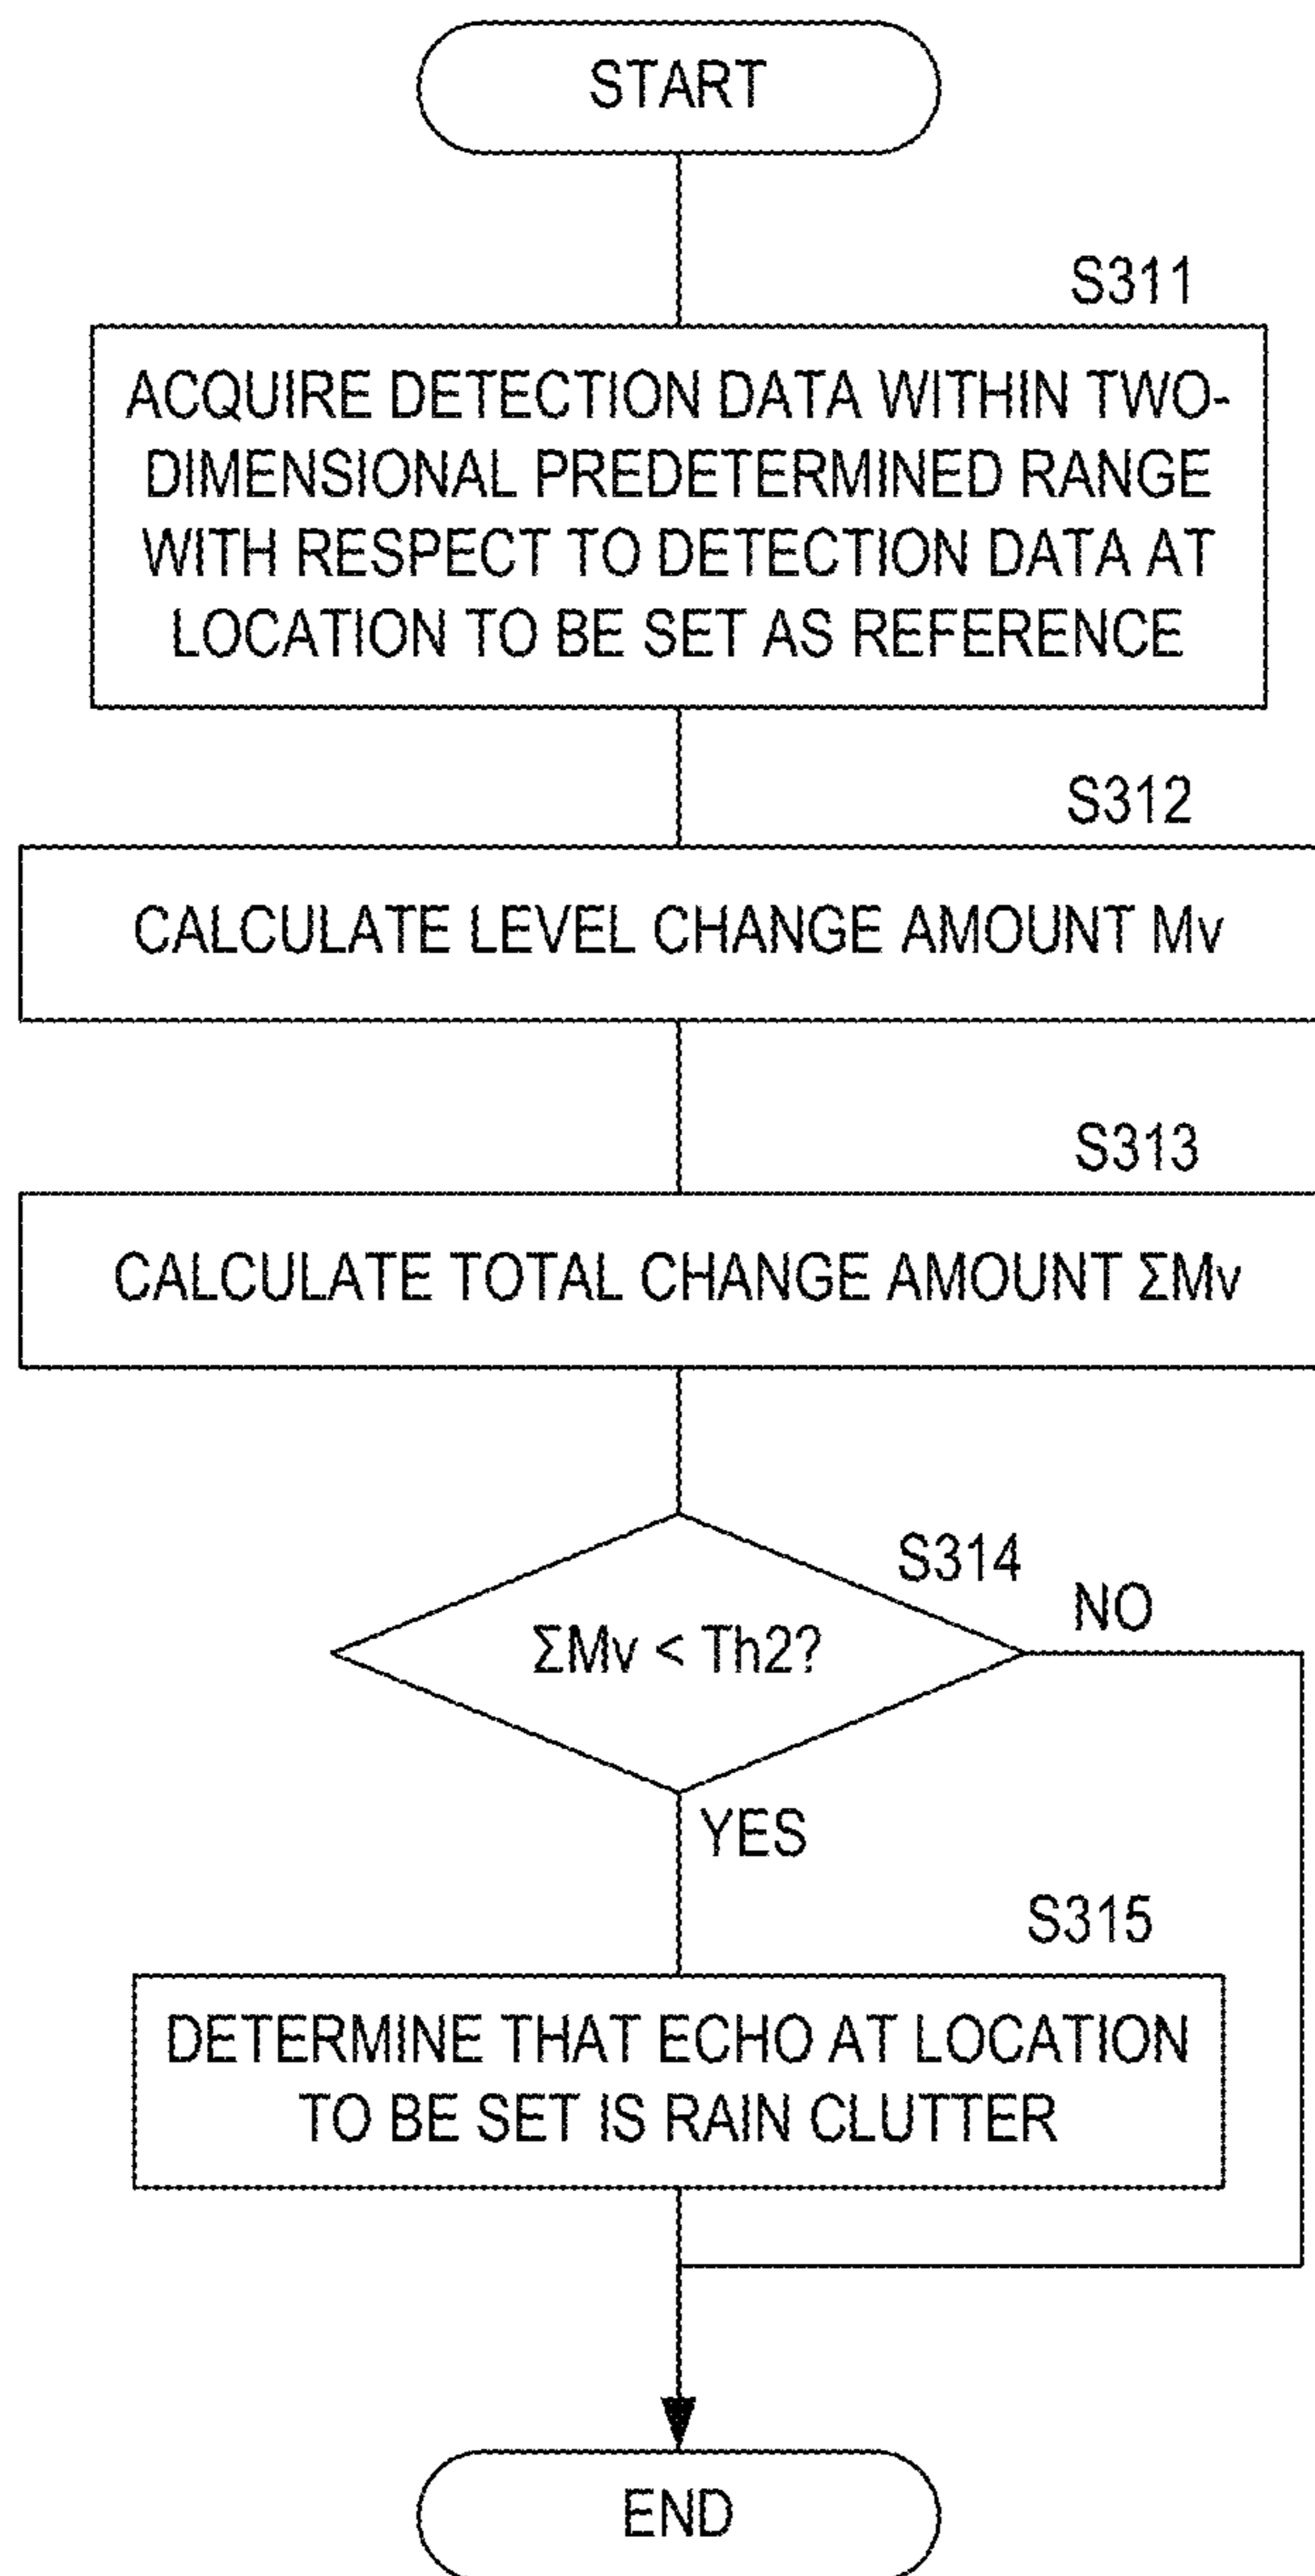 START
S311
ACQUIRE DETECTION DATA WITHIN TWO-
DIMENSIONAL PREDETERMINED RANGE
WITH RESPECT TO DETECTION DATA AT
LOCATION TO BE SET AS REFERENCE
S312
CALCULATE LEVEL CHANGE AMOUNT Mv
S313
CALCULATE TOTAL CHANGE AMOUNT ΣMv
S314
ΣMv < Th2?
NO
YES
S315
DETERMINE THAT ECHO AT LOCATION
TO BE SET IS RAIN CLUTTER
END